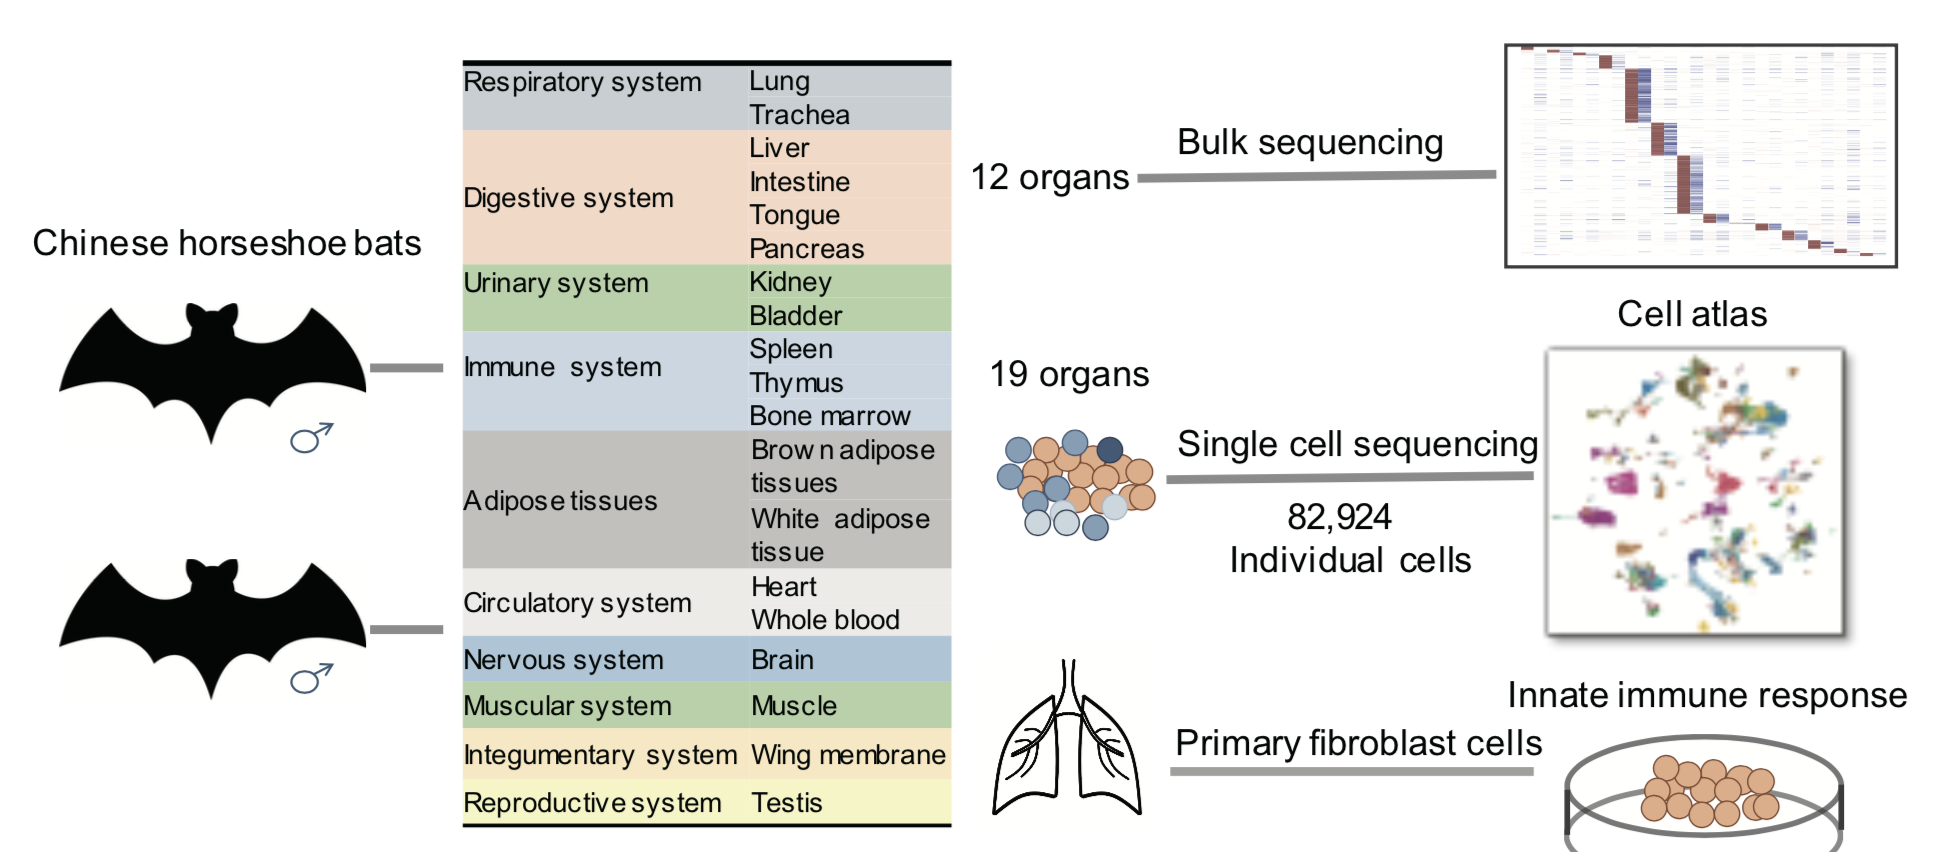 Chinese horseshoe bats
Respiratory system
Lung
Trachea
Digestive system
Liver
Intestine
Tongue
Pancreas
Urinary system
Kidney
Bladder
Immune system
Spleen
Thymus
Bone marrow
Adipose tissues
Brown adipose
tissues
White adipose
tissue
Circulatory system
Heart
Whole blood
Nervous system
Brain
Muscular system
Muscle
Integumentary system
Wing membrane
Reproductive system
Testis
12 organs
Bulk sequencing
19 organs
Single cell sequencing
82,924
Individual cells
Cell atlas
Primary fibroblast cells
Innate immune response